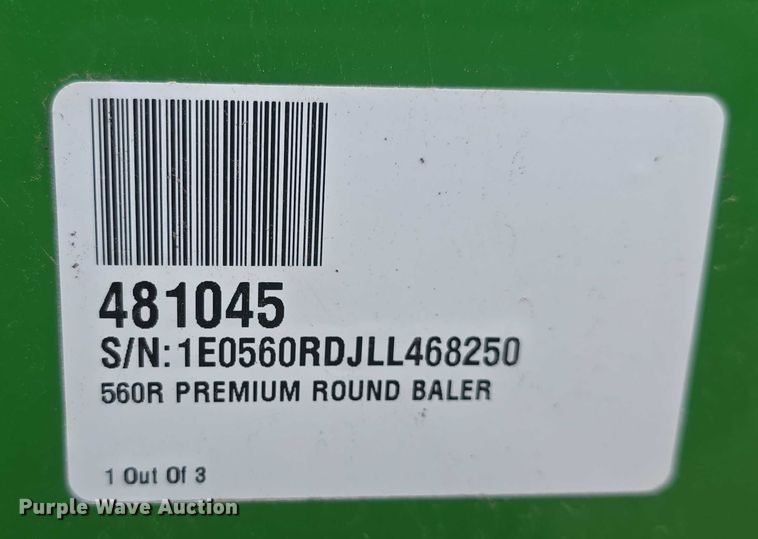 481045
S/N: 1E0560RDJLL468250
560R PREMIUM ROUND BALER
1 Out Of 3
Purple Wave Auction